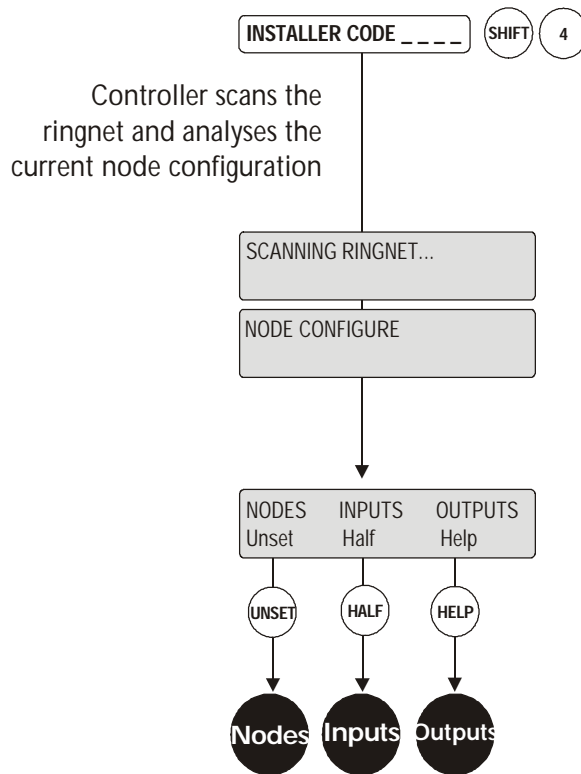 INSTALLER CODE _ _ _ _ SHIFT 4
Controller scans the
ringnet and analyses the
current node configuration
SCANNING RINGNET...
NODE CONFIGURE
NODES INPUTS OUTPUTS
Unset Half Help
UNSET HALF HELP
Nodes Inputs Outputs